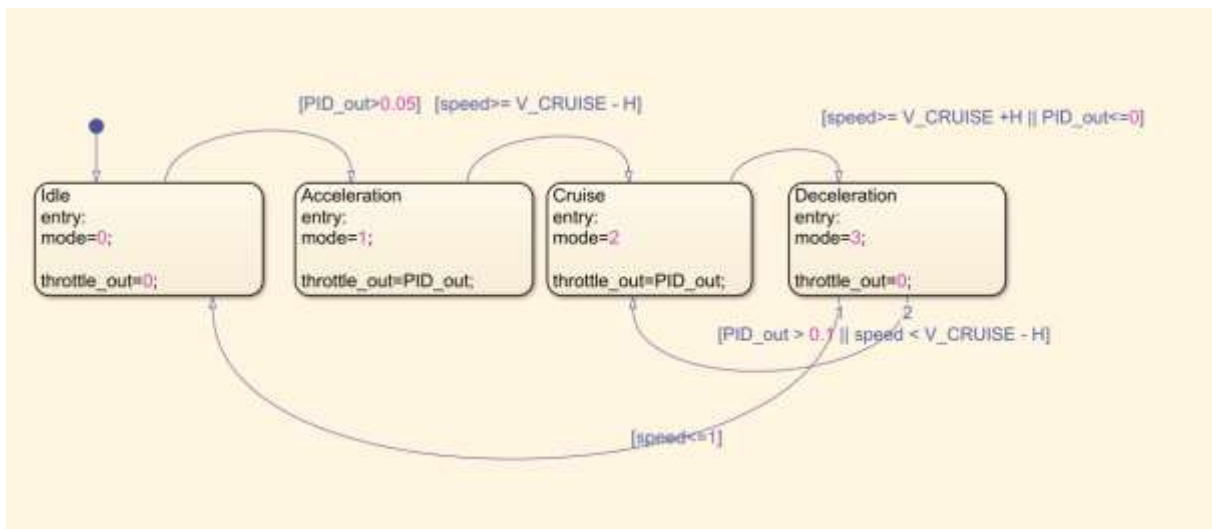 [PID_out>0.05] [speed>= V_CRUISE - H]
[speed>= V_CRUISE +H || PID_out<=0]
Idle
entry:
mode=0;
throttle_out=0;
Acceleration
entry:
mode=1;
throttle_out=PID_out;
Cruise
entry:
mode=2
throttle_out=PID_out;
Deceleration
entry:
mode=3;
throttle_out=0;
1 2
[PID_out > 0.1 || speed < V_CRUISE - H]
[speed<=1]